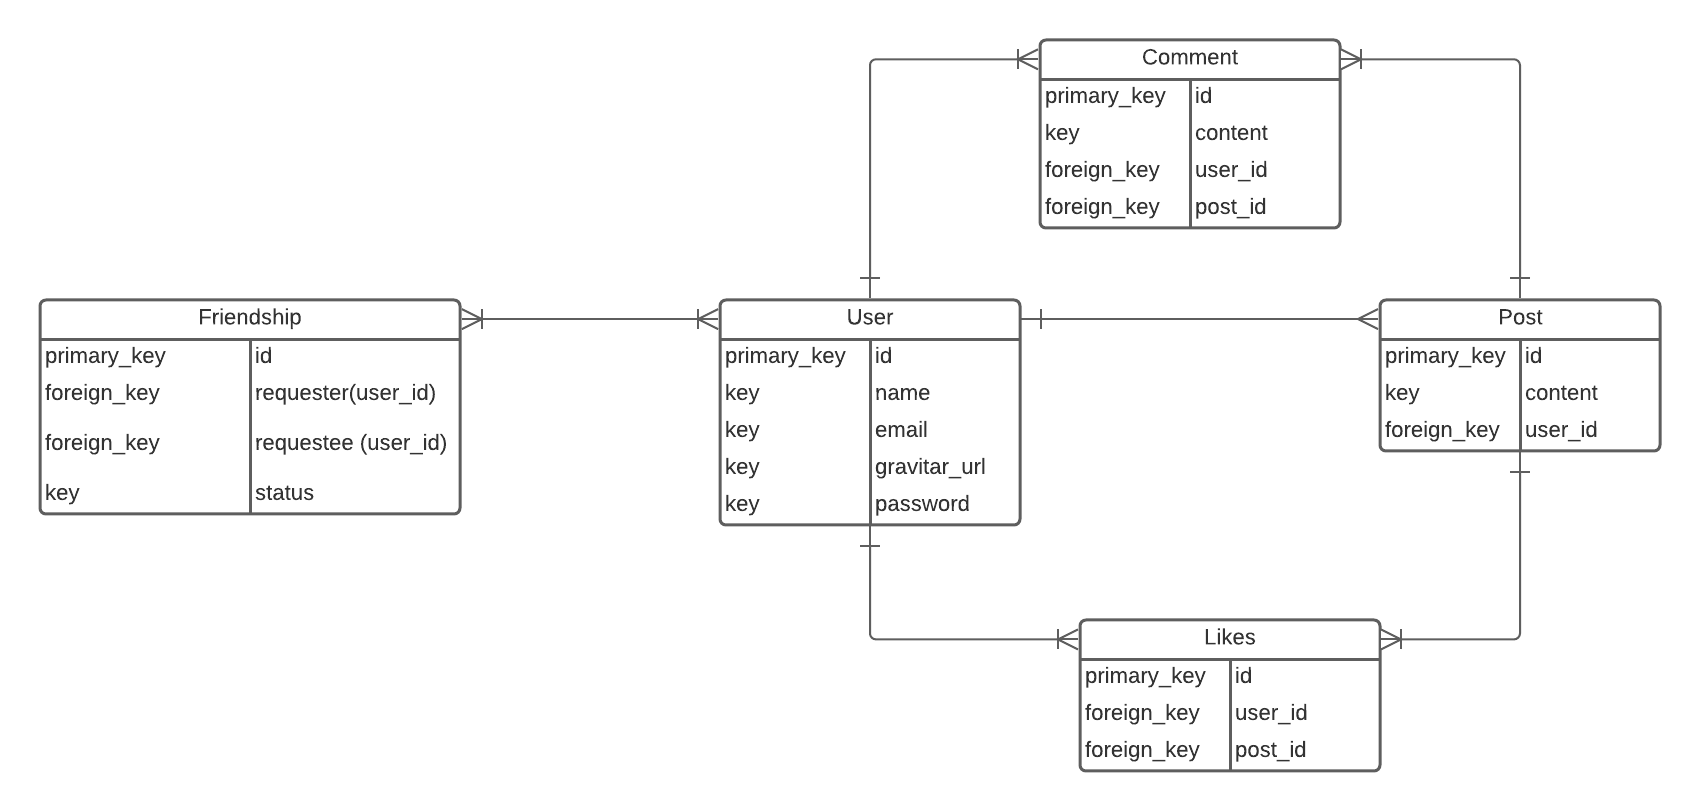 Comment
primary_key id
key content
foreign_key user_id
foreign_key post_id
Friendship
primary_key id
foreign_key requester(user_id)
foreign_key requestee (user_id)
key status
User
primary_key id
key name
key email
key gravitar_url
key password
Post
primary_key id
key content
foreign_key user_id
Likes
primary_key id
foreign_key user_id
foreign_key post_id